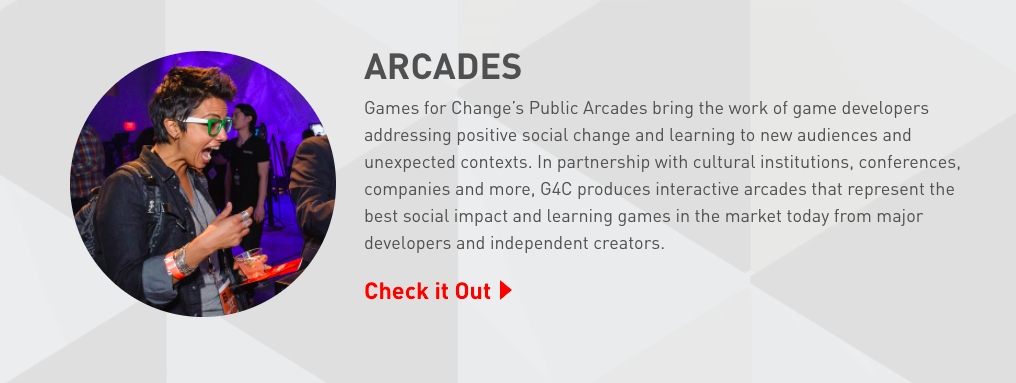 ARCADES
Games for Change’s Public Arcades bring the work of game developers
addressing positive social change and learning to new audiences and
unexpected contexts. In partnership with cultural institutions, conferences,
companies and more, G4C produces interactive arcades that represent the
best social impact and learning games in the market today from major
developers and independent creators.
Check it Out